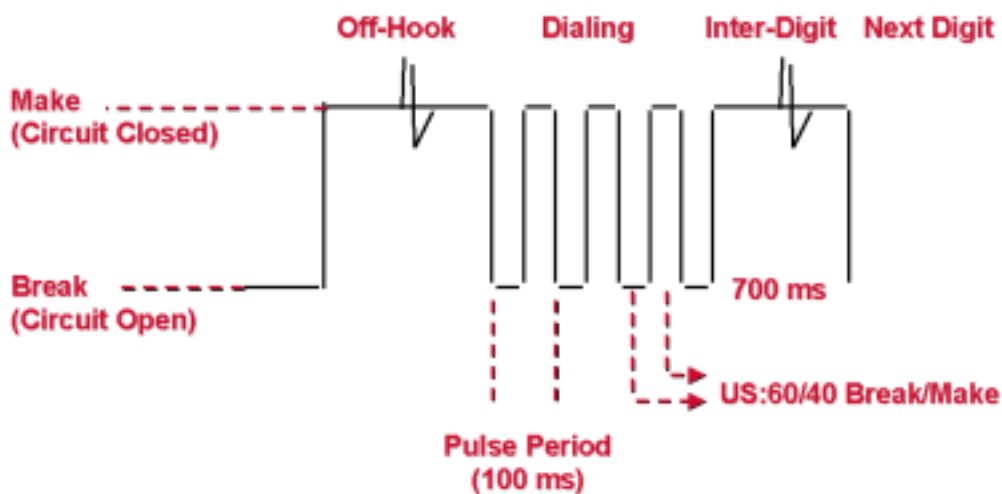 Off-Hook Dialing Inter-Digit Next Digit
Make
(Circuit Closed)
Break
(Circuit Open)
700 ms
US:60/40 Break/Make
Pulse Period
(100 ms)